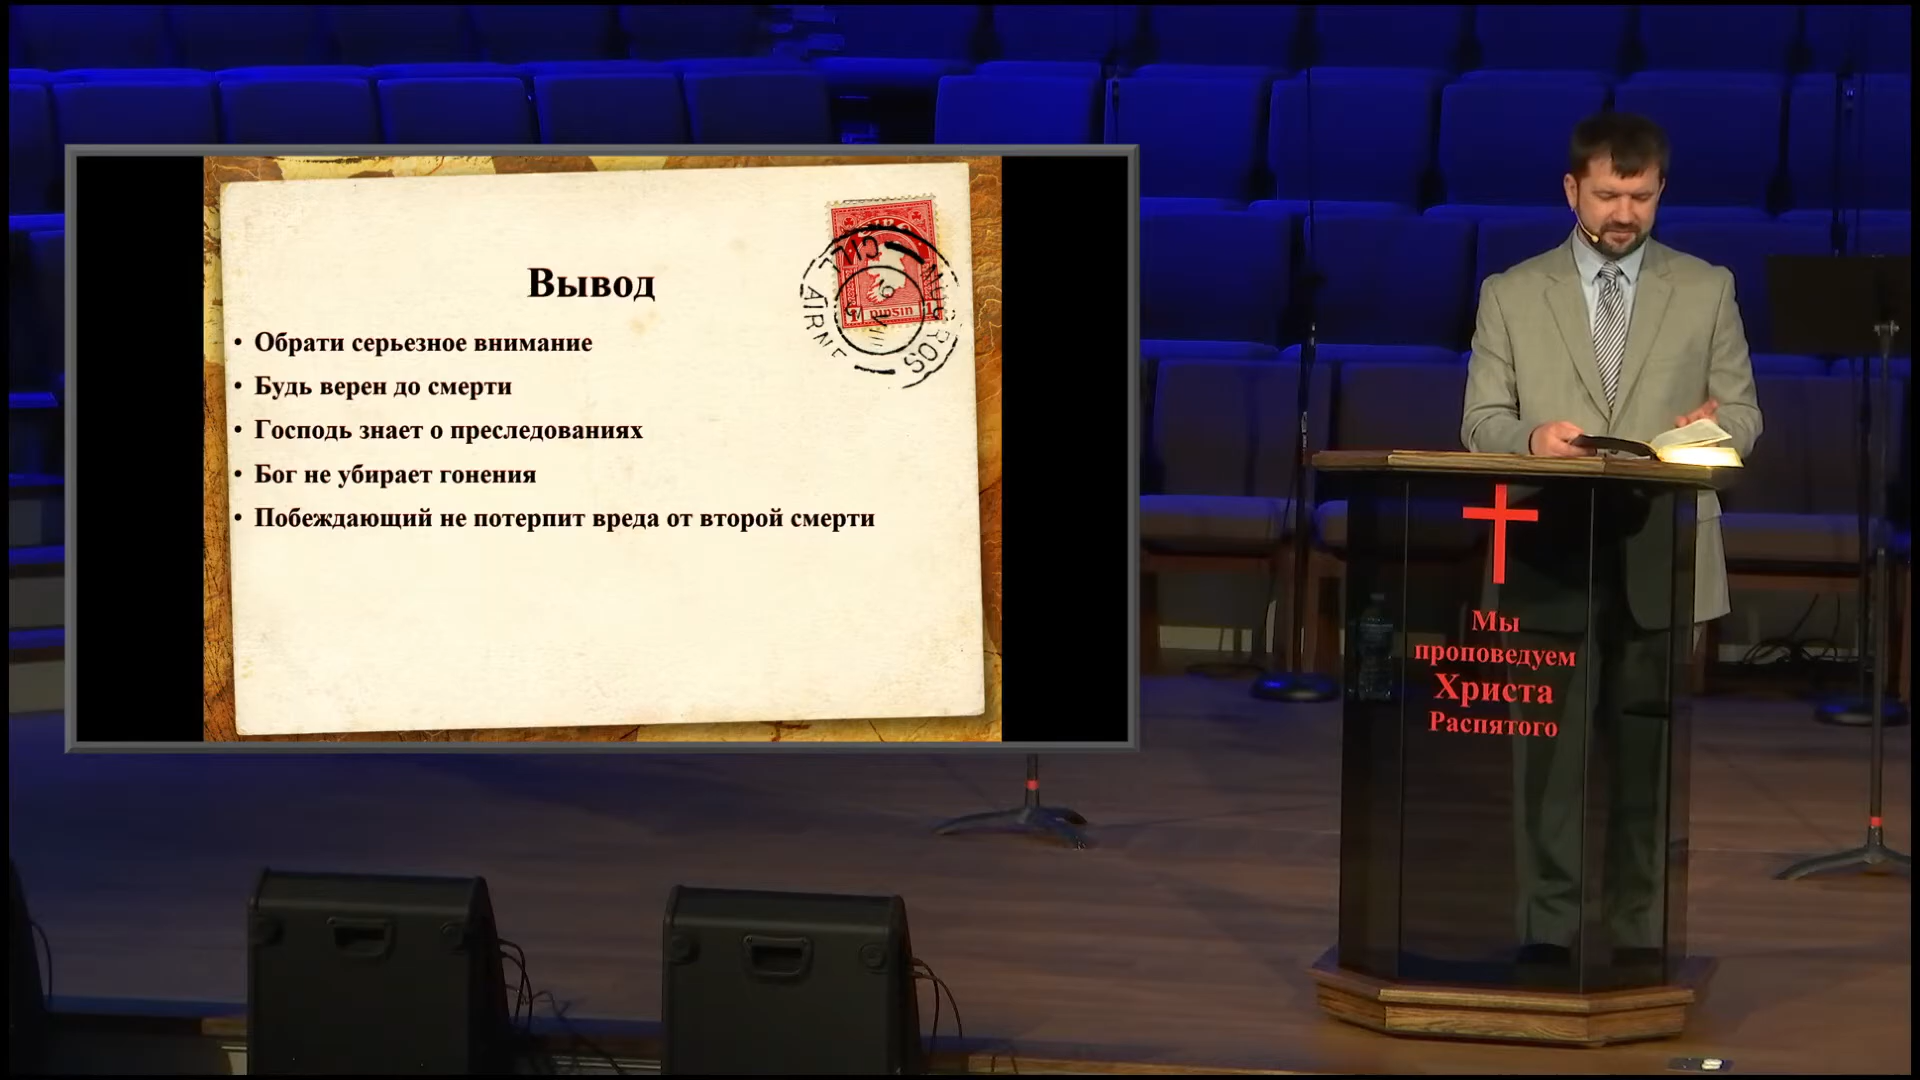 Вывод
• Обрати серьезное внимание
• Будь верен до смерти
• Господь знает о преследованиях
• Бог не убирает гонения
• Побеждающий не потерпит вреда от второй смерти
Мы
проповедуем
Христа
Распятого